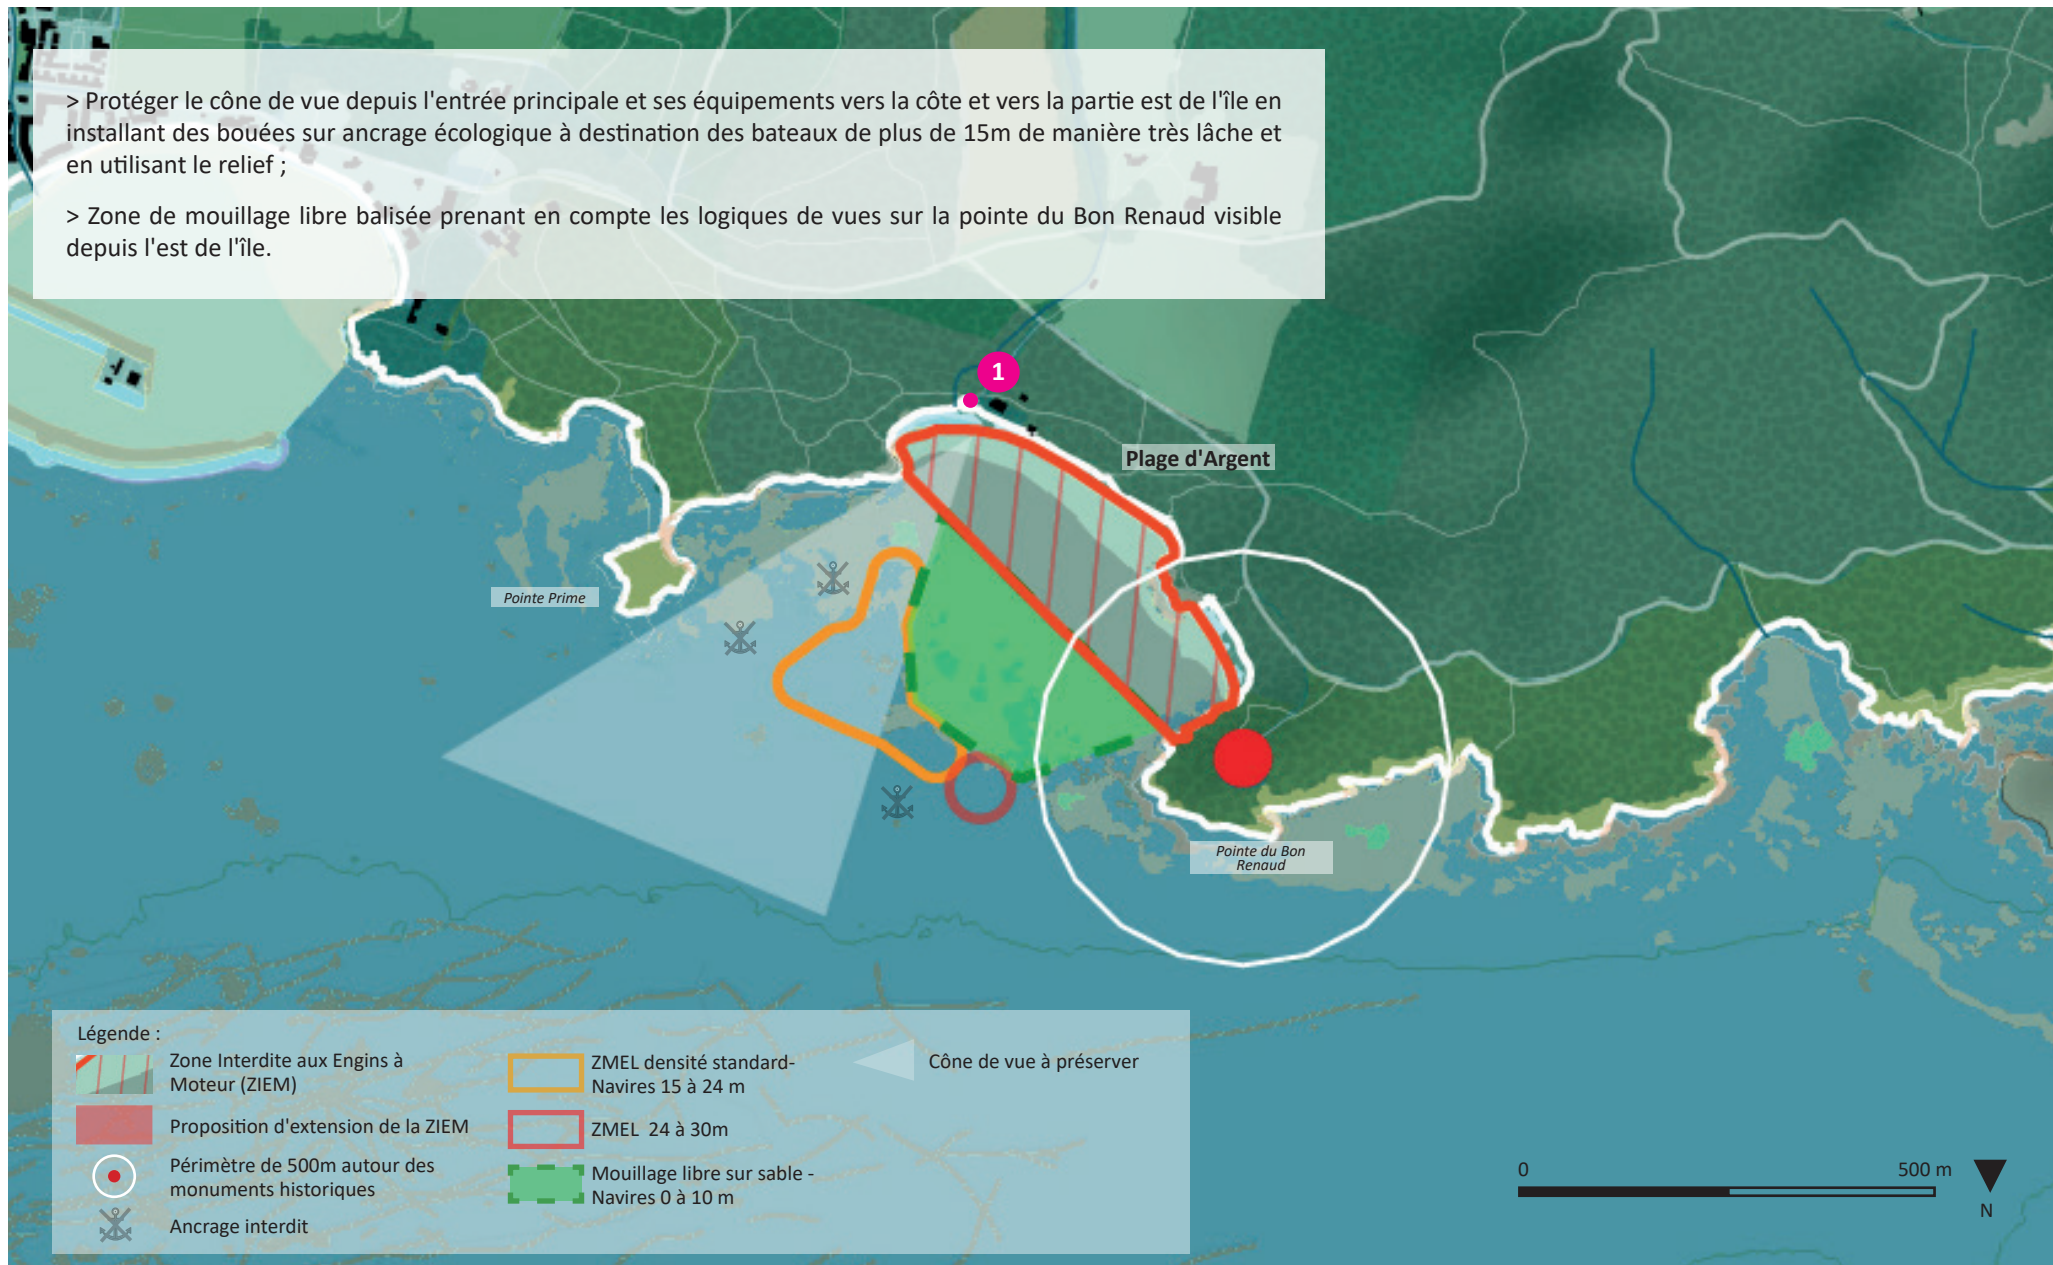 > Protéger le cône de vue depuis l'entrée principale et ses équipements vers la côte et vers la partie est de l'île en
installant des bouées sur ancrage écologique à destination des bateaux de plus de 15m de manière très lâche et
en utilisant le relief ;
> Zone de mouillage libre balisée prenant en compte les logiques de vues sur la pointe du Bon Renaud visible
depuis l'est de l'île.
1
Plage d'Argent
Pointe Prime
Pointe du Bon
Renaud
Légende :
Zone Interdite aux Engins à
Moteur (ZIEM)
Proposition d'extension de la ZIEM
Périmètre de 500m autour des
monuments historiques
Ancrage interdit
ZMEL densité standard-
Navires 15 à 24 m
ZMEL 24 à 30m
Mouillage libre sur sable -
Navires 0 à 10 m
Cône de vue à préserver
0 500 m
N